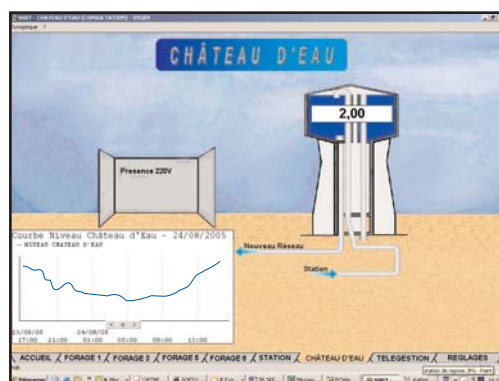 CHÂTEAU D'EAU
2,00
Presence 220V
Courbe Niveau Château d'Eau - 24/08/2005
— NIVEAU CHATEAU D'EAU
Nouveau Réseau
Station
23/08/05 24/08/05
17:00 21:00 01:00 05:00 09:00 13:00
ACCUEIL / FORAGE 1 / FORAGE 3 / FORAGE 5 / FORAGE 6 / STATION / CHÂTEAU D'EAU / TELEGESTION / REGLAGES